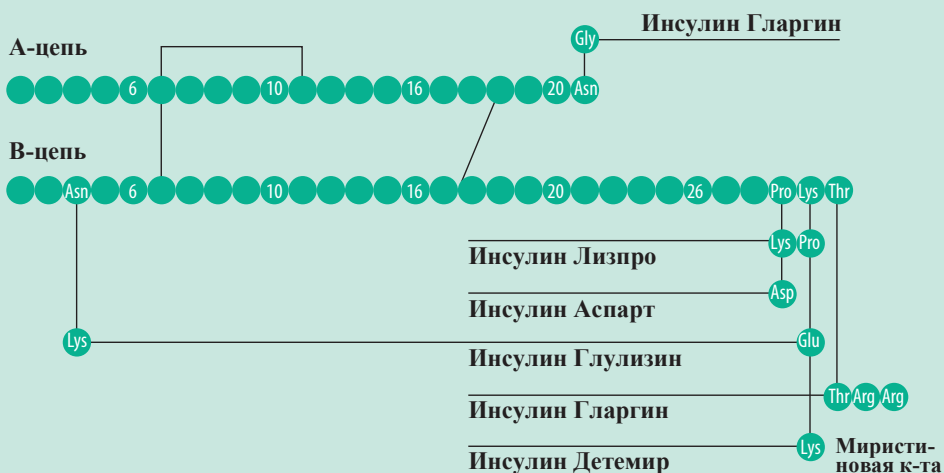 Инсулин Гларгин
Gly
А-цепь
6 10 16 20 Asn
В-цепь
Asn 6 10 16 20 26 Pro Lys Thr
Lys Pro
Инсулин Лизпро
Asp
Инсулин Аспарт
Lys Glu
Инсулин Глулизин
Thr Arg Arg
Инсулин Гларгин
Lys
Инсулин Детемир
Миристи-
новая к-та